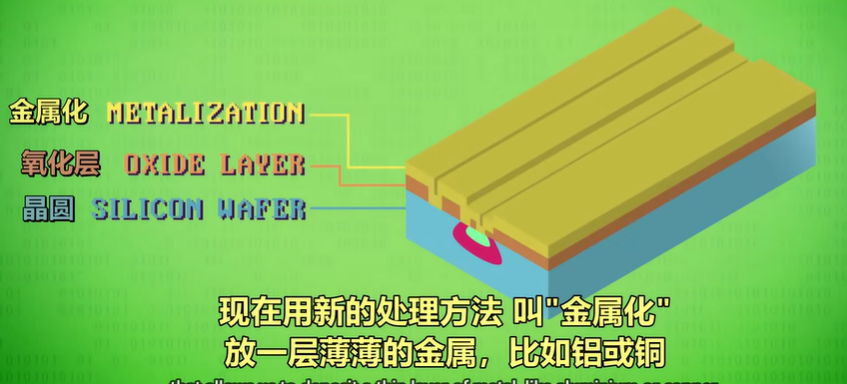 金属化 METALIZATION
氧化层 OXIDE LAYER
晶圆 SILICON WAFER
现在用新的处理方法 叫"金属化"
放一层薄薄的金属，比如铝或铜